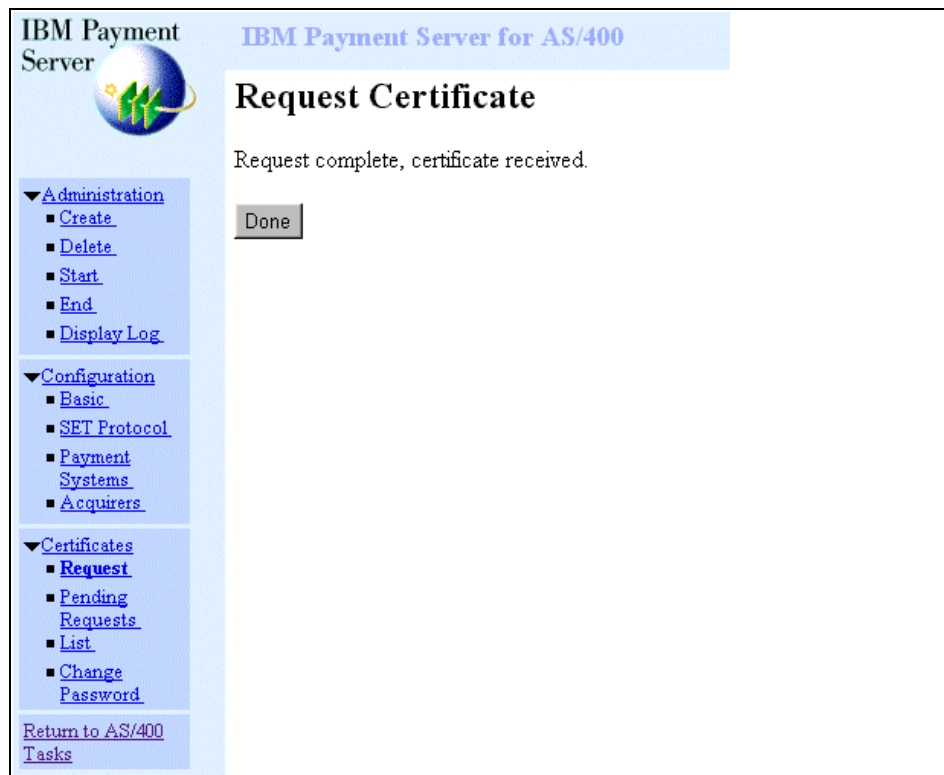 IBM Payment
Server
IBM Payment Server for AS/400
Request Certificate
Request complete, certificate received.
Done
Administration
Create
Delete
Start
End
Display Log
Configuration
Basic
SET Protocol
Payment
Systems
Acquirers
Certificates
Request
Pending
Requests
List
Change
Password
Return to AS/400
Tasks